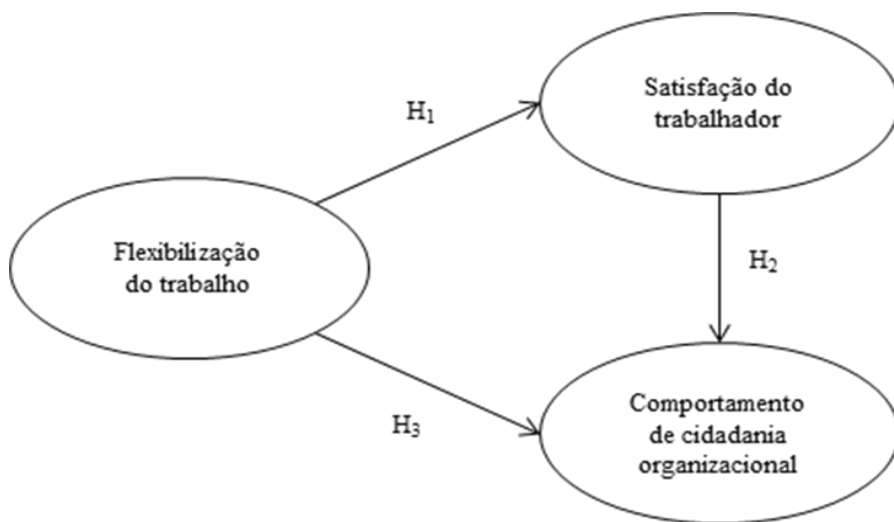 Satisfação do
trabalhador
H₁
Flexibilização
do trabalho
H₂
H₃
Comportamento
de cidadania
organizacional